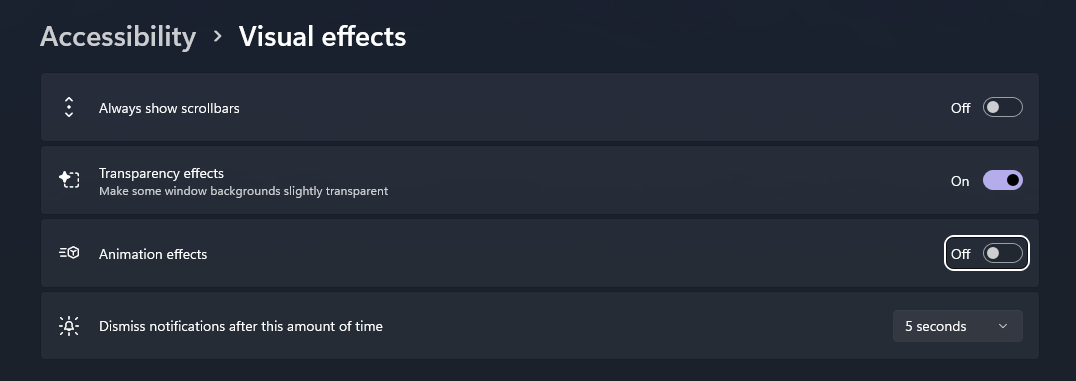 Accessibility > Visual effects
Always show scrollbars Off
Transparency effects
Make some window backgrounds slightly transparent
On
Animation effects Off
Dismiss notifications after this amount of time 5 seconds